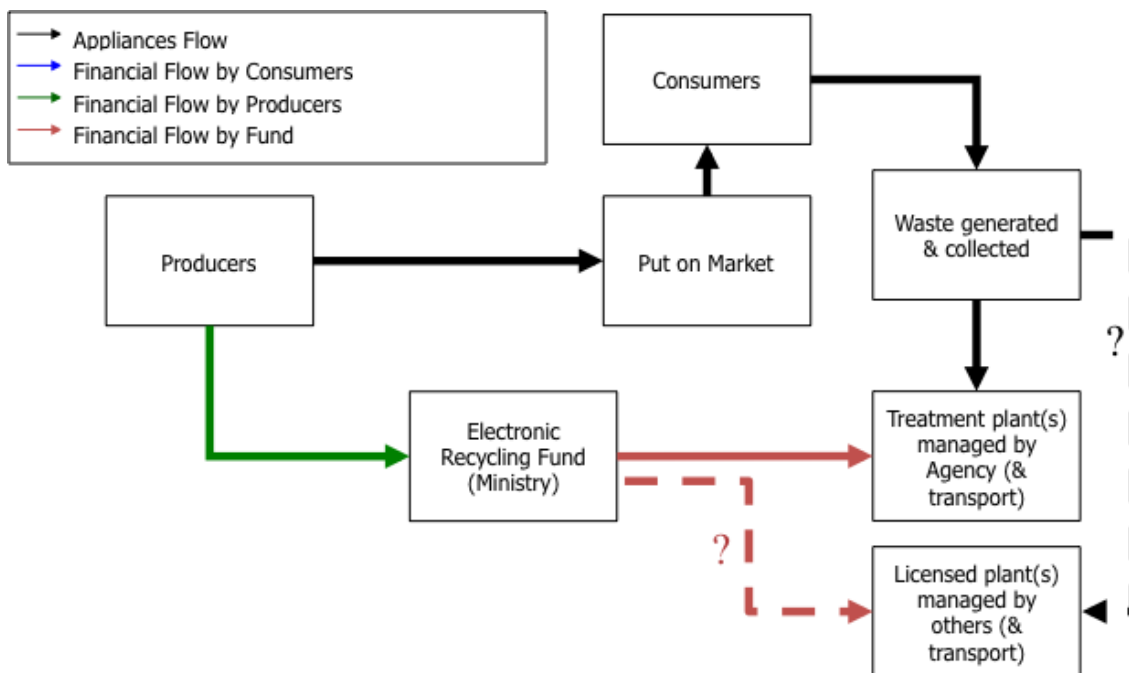 Appliances Flow
Financial Flow by Consumers
Financial Flow by Producers
Financial Flow by Fund
Consumers
Producers
Put on Market
Waste generated
& collected
?
Electronic
Recycling Fund
(Ministry)
Treatment plant(s)
managed by
Agency (&
transport)
?
Licensed plant(s)
managed by
others (&
transport)